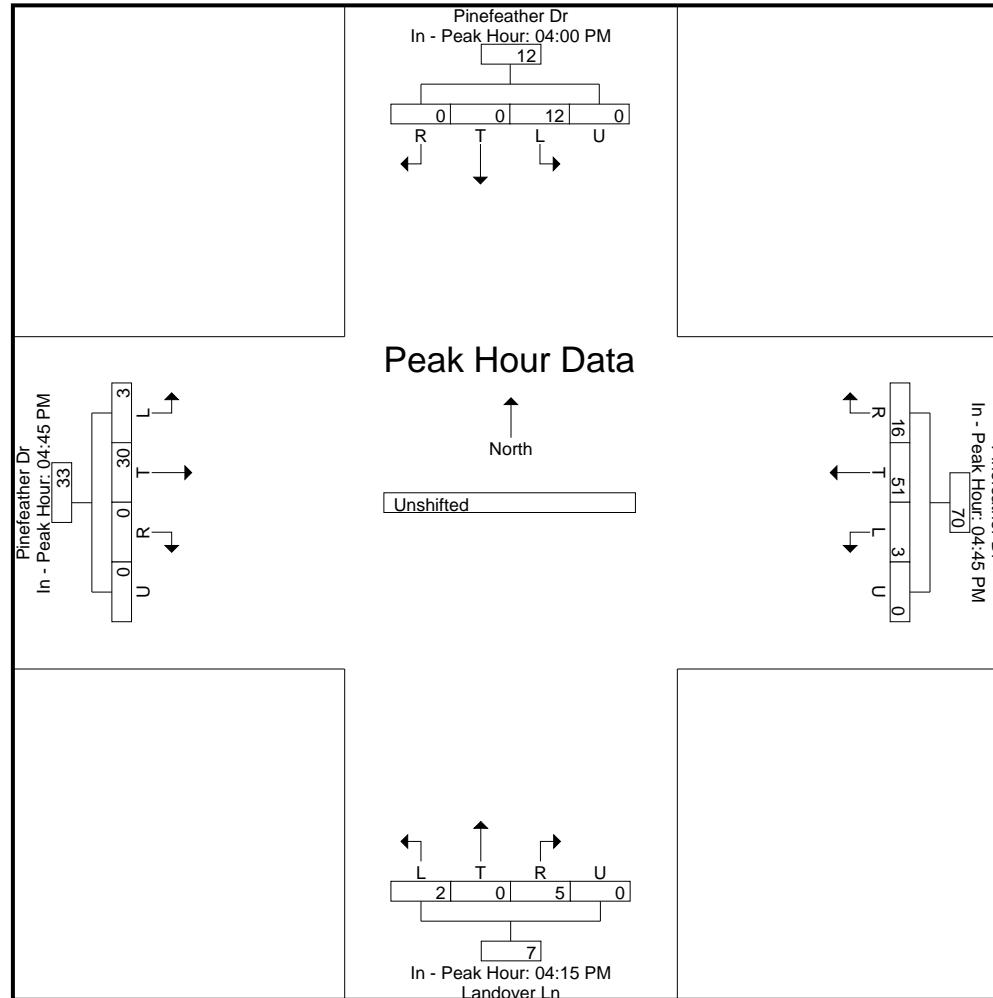 Pinefeather Dr
In - Peak Hour: 04:00 PM
12
0 0 12 0
R T L U
Peak Hour Data
North
Unshifted
Pinefeather Dr
In - Peak Hour: 04:45 PM
33
3 30 0 0
L T R U
In - Peak Hour: 04:45 PM
70
16 51 3 0
R T L U
L T R U
2 0 5 0
7
In - Peak Hour: 04:15 PM
Landover Ln